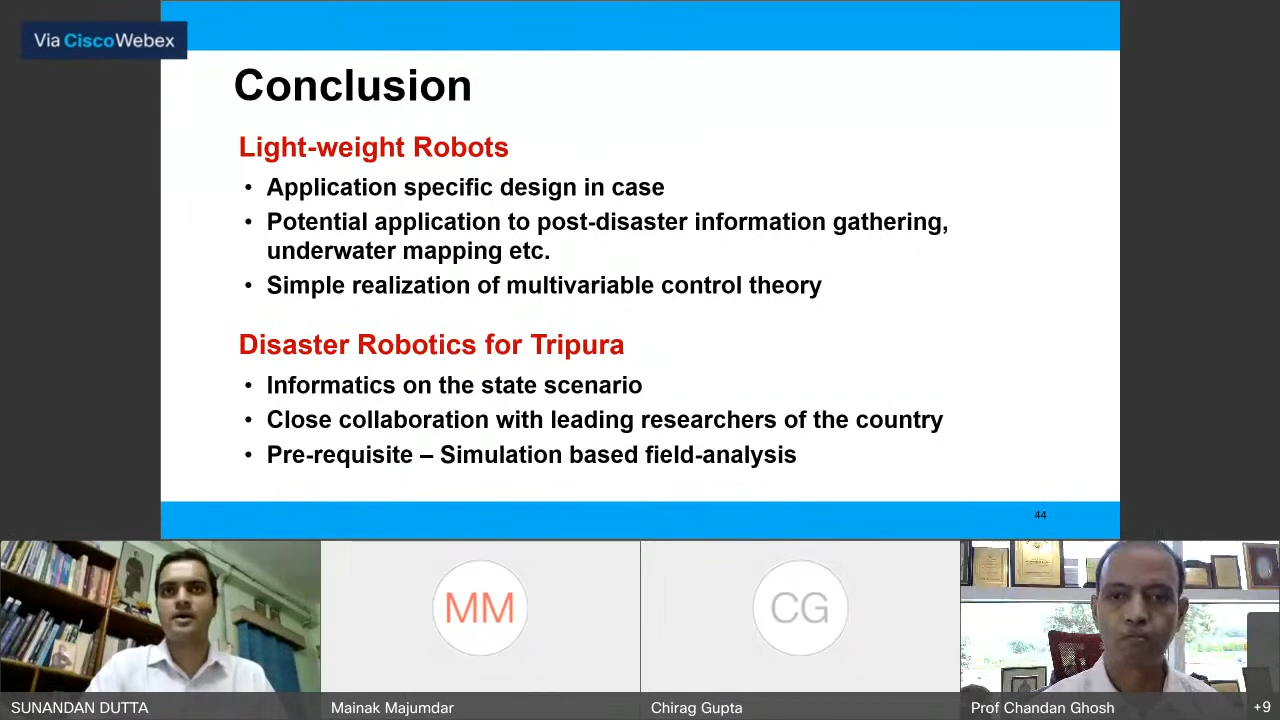 Via CiscoWebex
Conclusion
Light-weight Robots
• Application specific design in case
• Potential application to post-disaster information gathering,
underwater mapping etc.
• Simple realization of multivariable control theory
Disaster Robotics for Tripura
• Informatics on the state scenario
• Close collaboration with leading researchers of the country
• Pre-requisite – Simulation based field-analysis
44
MM
CG
SUNANDAN DUTTA
Mainak Majumdar
Chirag Gupta
Prof Chandan Ghosh
+9